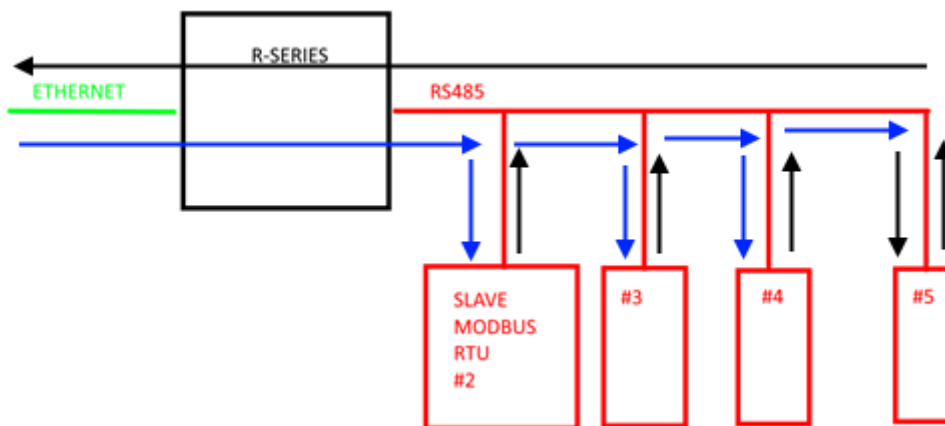 R-SERIES
ETHERNET
RS485
SLAVE
MODBUS
RTU
#2
#3
#4
#5